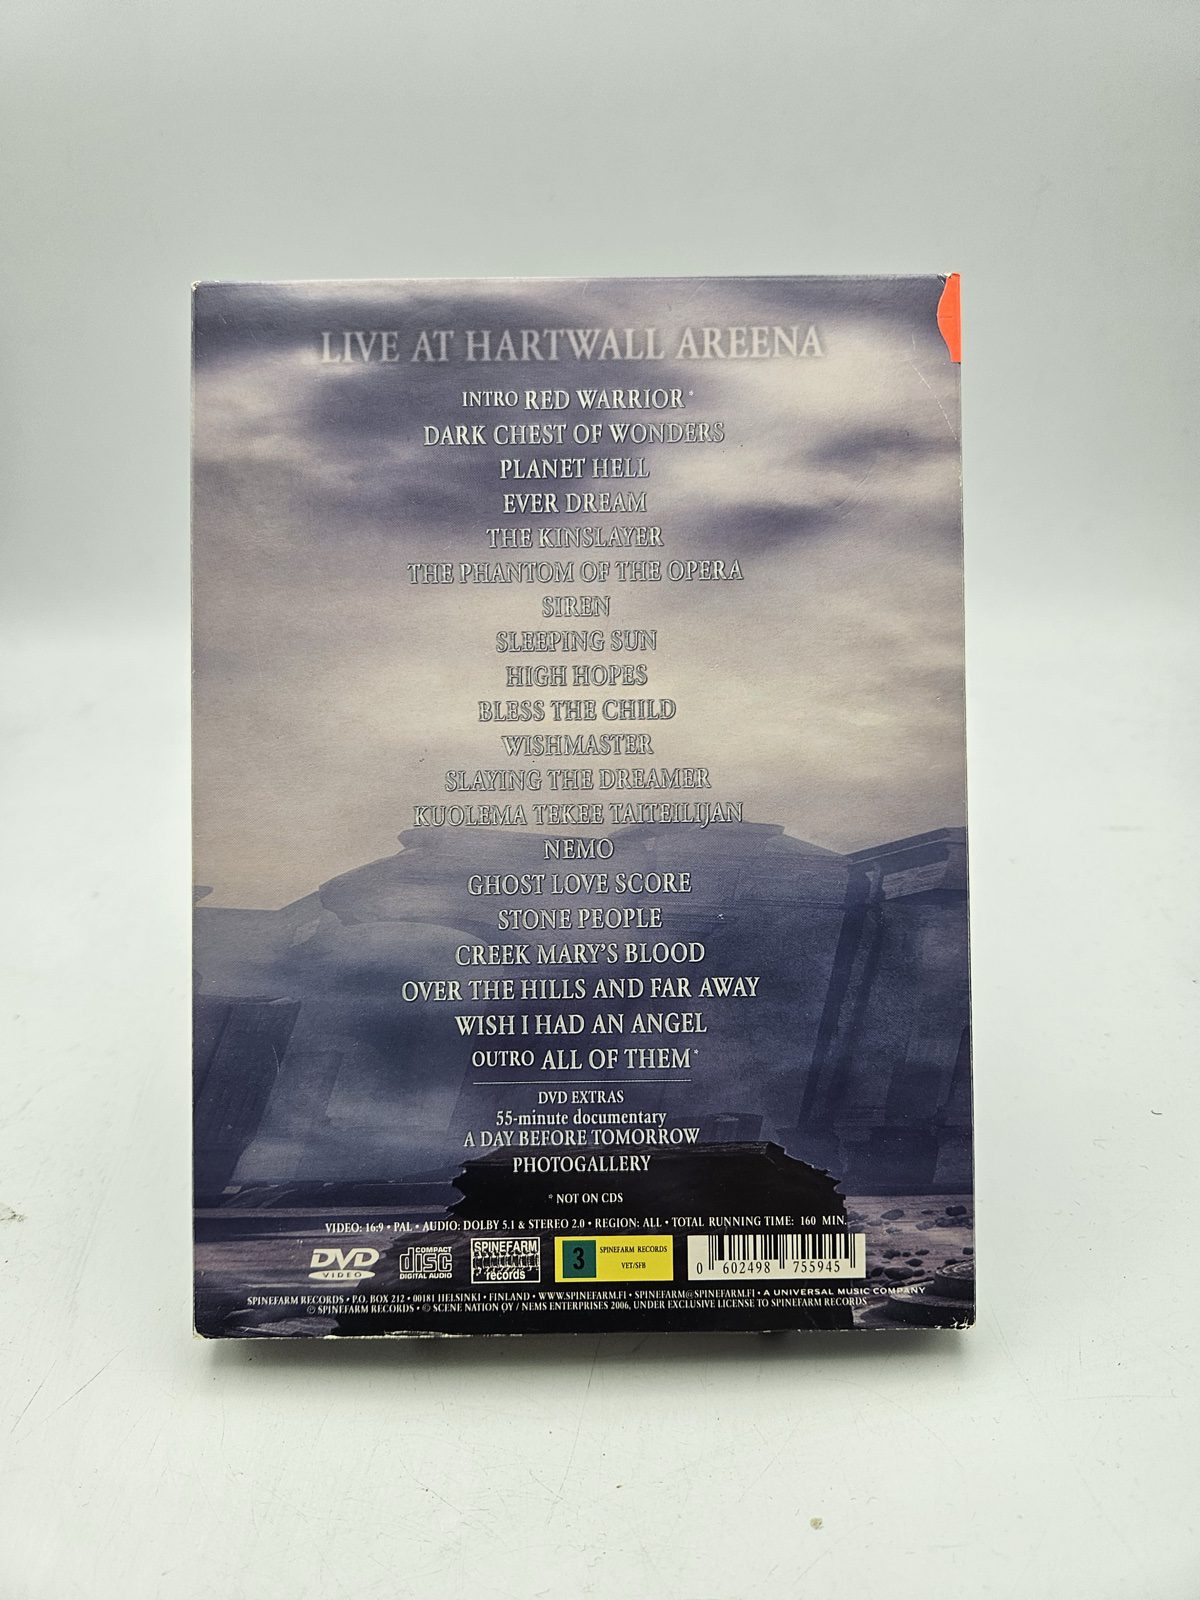 LIVE AT HARTWALL AREENA
INTRO RED WARRIOR*
DARK CHEST OF WONDERS
PLANET HELL
EVER DREAM
THE KINSLAYER
THE PHANTOM OF THE OPERA
SIREN
SLEEPING SUN
HIGH HOPES
BLESS THE CHILD
WISHMASTER
SLAYING THE DREAMER
KUOLEMA TEKEE TAITEILIJAN
NEMO
GHOST LOVE SCORE
STONE PEOPLE
CREEK MARY'S BLOOD
OVER THE HILLS AND FAR AWAY
WISH I HAD AN ANGEL
OUTRO ALL OF THEM*
DVD EXTRAS
55-minute documentary
A DAY BEFORE TOMORROW
PHOTOGALLERY
* NOT ON CDS
VIDEO: 16:9 • PAL • AUDIO: DOLBY 5.1 & STEREO 2.0 • REGION: ALL • TOTAL RUNNING TIME: 160 MIN.
DVD VIDEO
COMPACT disc DIGITAL AUDIO
SPINEFARM records
3 SPINEFARM RECORDS
VET/SFB
0 602498 755945
SPINEFARM RECORDS • P.O. BOX 212 • 00181 HELSINKI • FINLAND • WWW.SPINEFARM.FI • SPINEFARM@SPINEFARM.FI • A UNIVERSAL MUSIC COMPANY
℗ SPINEFARM RECORDS • © SCENE NATION OY / NEMS ENTERPRISES 2006, UNDER EXCLUSIVE LICENSE TO SPINEFARM RECORDS